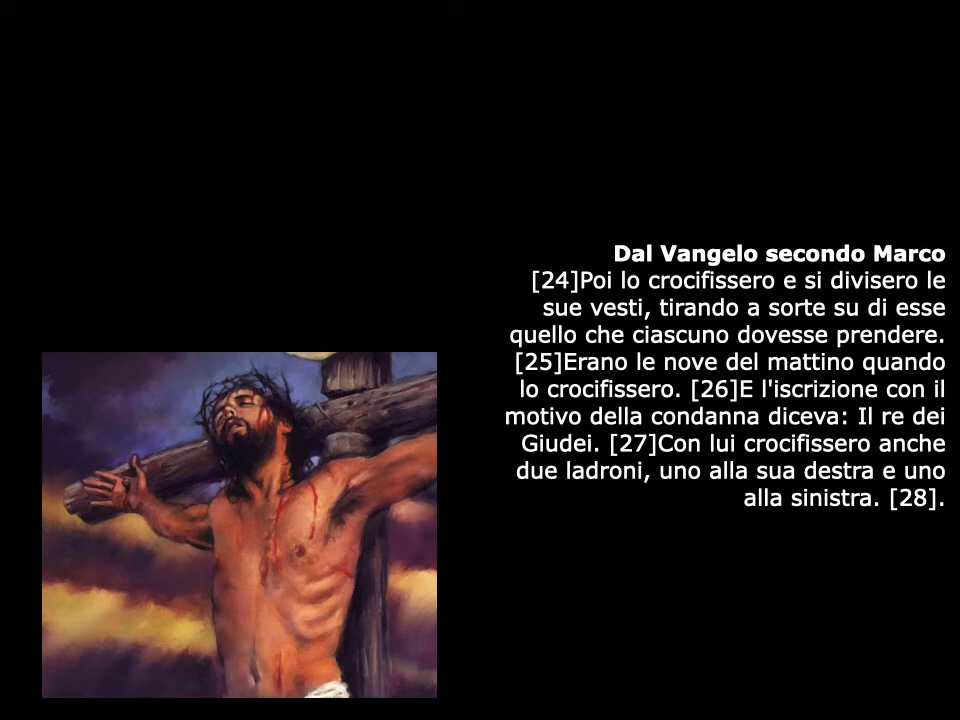 Dal Vangelo secondo Marco
[24]Poi lo crocifissero e si divisero le
sue vesti, tirando a sorte su di esse
quello che ciascuno dovesse prendere.
[25]Erano le nove del mattino quando
lo crocifissero. [26]E l'iscrizione con il
motivo della condanna diceva: Il re dei
Giudei. [27]Con lui crocifissero anche
due ladroni, uno alla sua destra e uno
alla sinistra. [28].